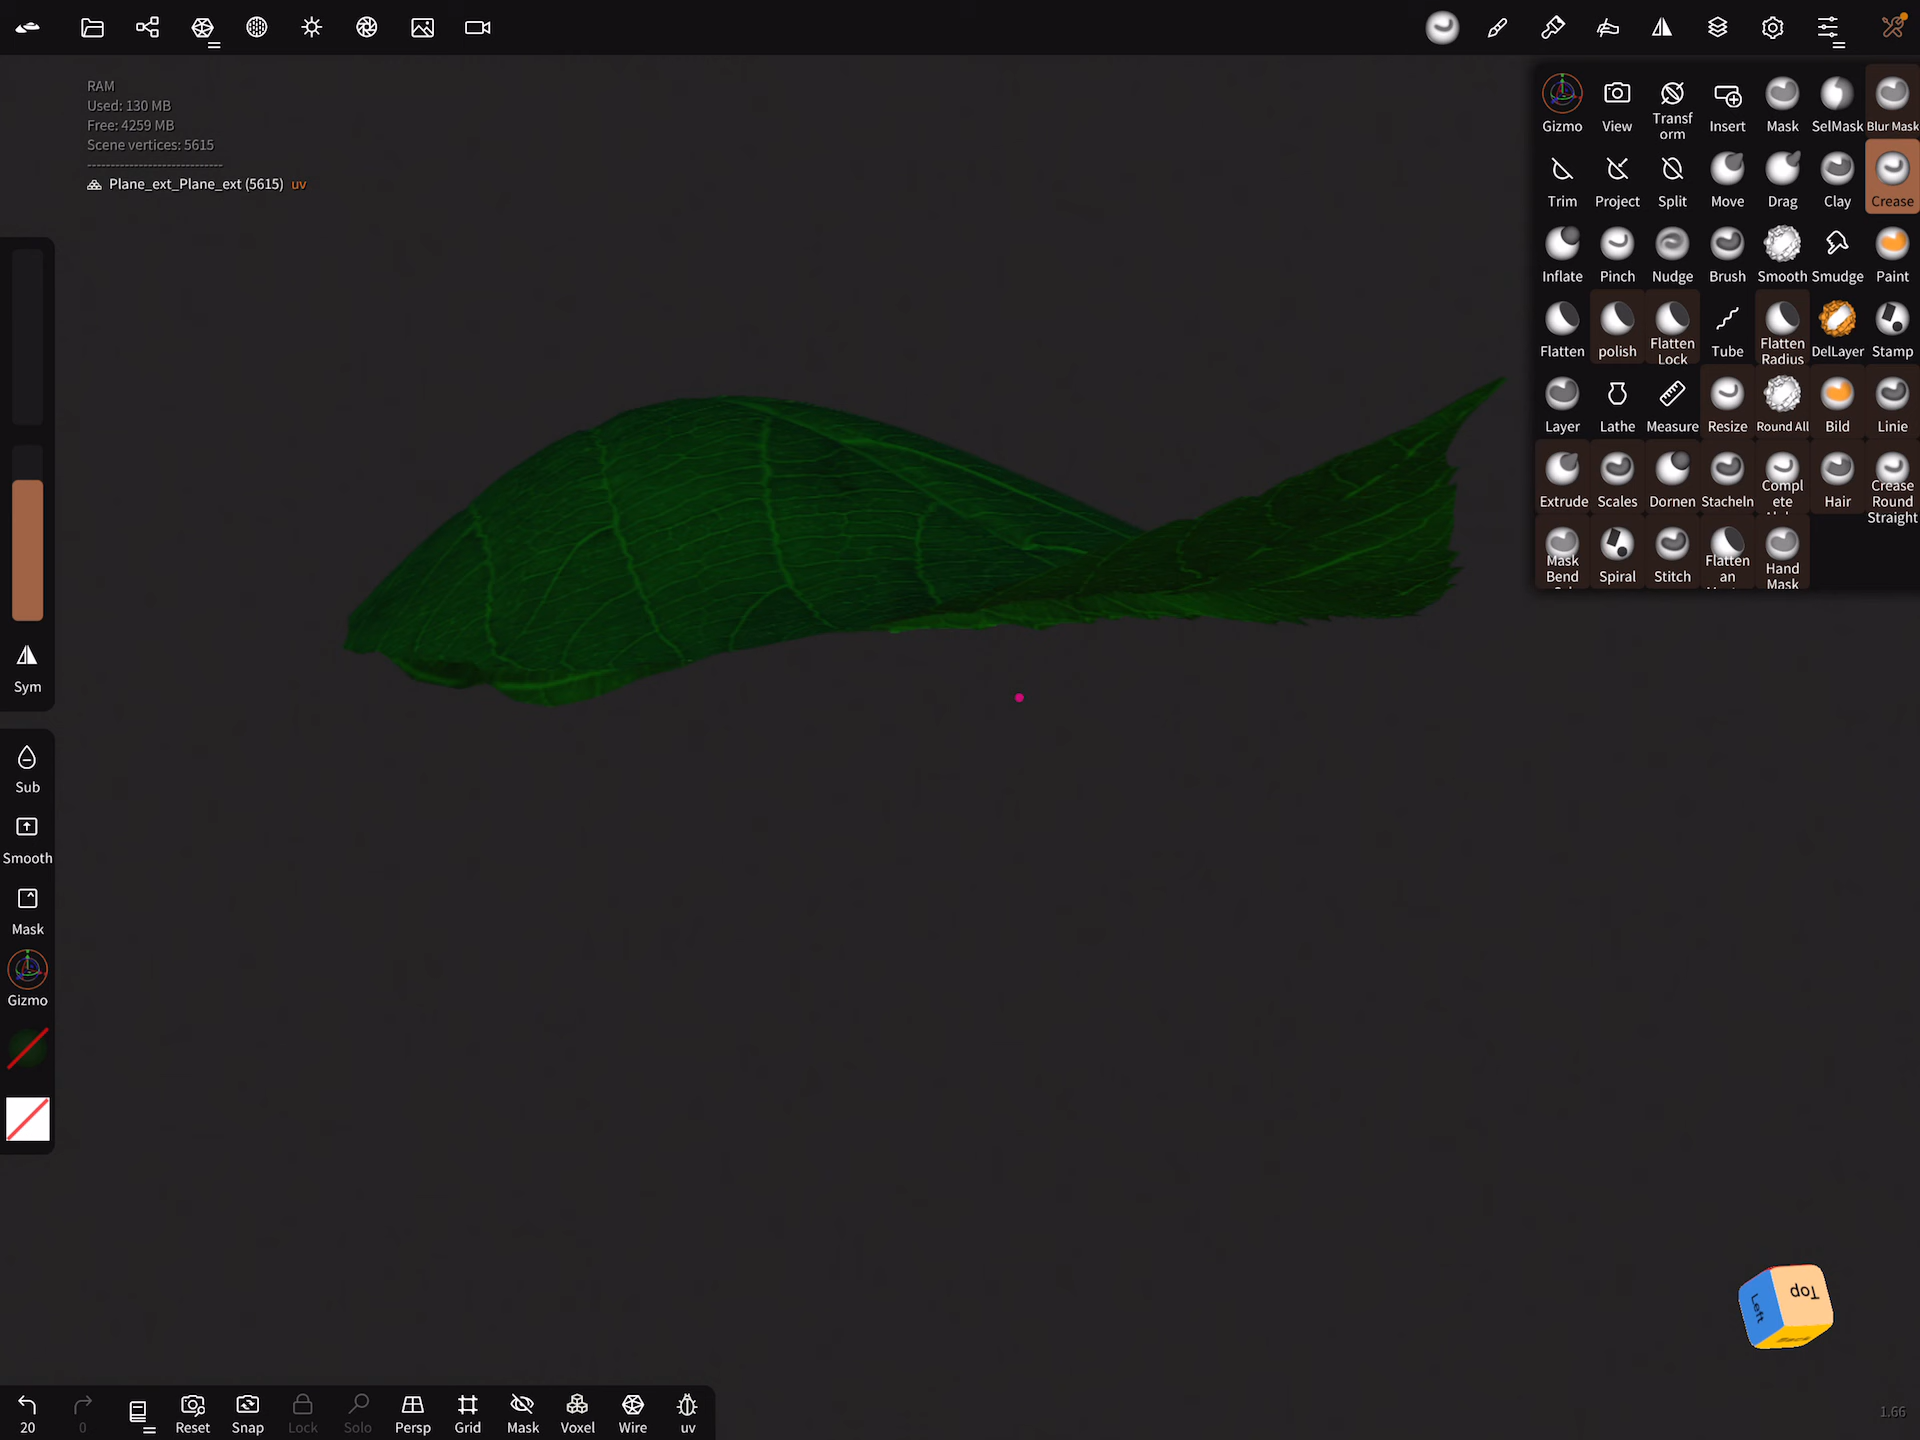 RAM
Used: 130 MB
Free: 4259 MB
Scene vertices: 5615
-----------------------------
Plane_ext_Plane_ext (5615) uv
Gizmo View Transf
orm Insert Mask SelMask Blur Mask
Trim Project Split Move Drag Clay Crease
Inflate Pinch Nudge Brush Smooth Smudge Paint
Flatten polish Flatten
Lock Tube Flatten
Radius DelLayer Stamp
Layer Lathe Measure Resize Round All Bild Linie
Extrude Scales Dornen Stacheln Compl
ete Hair Crease
Round
Straight
Mask
Bend Spiral Stitch Flatten
an Hand
Mask
Sym
Sub
Smooth
Mask
Gizmo
Left
Top
20 0 Reset Snap Lock Solo Persp Grid Mask Voxel Wire uv
1.66